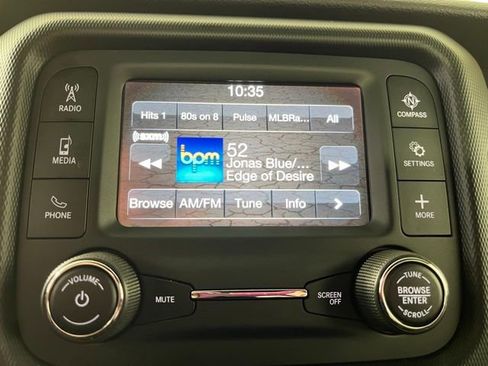 10:35
Hits 1 80s on 8 Pulse MLBRa... All
((SXM))
bpm
52
Jonas Blue/...
Edge of Desire
Browse AM/FM Tune Info
RADIO
MEDIA
PHONE
N
COMPASS
SETTINGS
MORE
VOLUME
MUTE
SCREEN
OFF
TUNE
BROWSE
ENTER
SCROLL